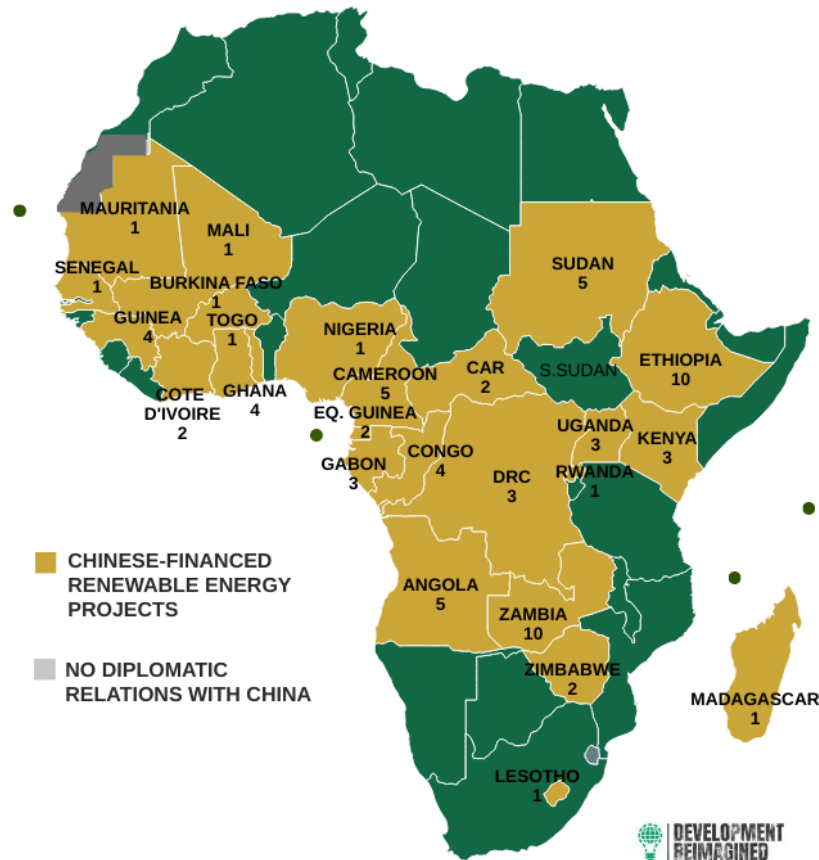 MAURITANIA
1
MALI
1
SENEGAL
1
BURKINA FASO
1
GUINEA
4
TOGO
1
COTE
D'IVOIRE
2
GHANA
4
NIGERIA
1
CAMEROON
5
EQ. GUINEA
2
GABON
3
CONGO
4
CAR
2
SUDAN
5
S.SUDAN
ETHIOPIA
10
UGANDA
3
KENYA
3
RWANDA
1
DRC
3
ANGOLA
5
ZAMBIA
10
ZIMBABWE
2
MADAGASCAR
1
LESOTHO
1
CHINESE-FINANCED
RENEWABLE ENERGY
PROJECTS
NO DIPLOMATIC
RELATIONS WITH CHINA
DEVELOPMENT
REIMAGINED